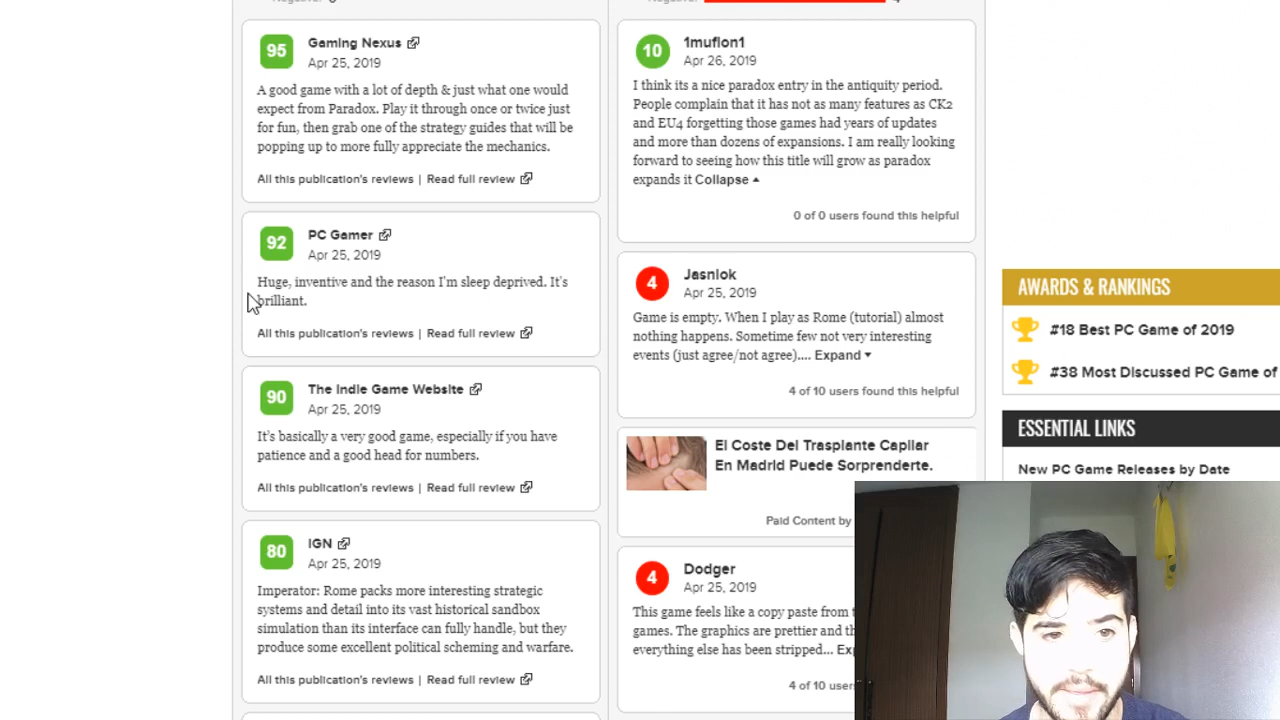 95
Gaming Nexus
Apr 25, 2019
A good game with a lot of depth & just what one would
expect from Paradox. Play it through once or twice just
for fun, then grab one of the strategy guides that will be
popping up to more fully appreciate the mechanics.
All this publication's reviews | Read full review
92
PC Gamer
Apr 25, 2019
Huge, inventive and the reason I'm sleep deprived. It's
brilliant.
All this publication's reviews | Read full review
90
The Indie Game Website
Apr 25, 2019
It's basically a very good game, especially if you have
patience and a good head for numbers.
All this publication's reviews | Read full review
80
IGN
Apr 25, 2019
Imperator: Rome packs more interesting strategic
systems and detail into its vast historical sandbox
simulation than its interface can fully handle, but they
produce some excellent political scheming and warfare.
All this publication's reviews | Read full review
10
1muflon1
Apr 26, 2019
I think its a nice paradox entry in the antiquity period.
People complain that it has not as many features as CK2
and EU4 forgetting those games had years of updates
and more than dozens of expansions. I am really looking
forward to seeing how this title will grow as paradox
expands it Collapse
0 of 0 users found this helpful
4
Jasniok
Apr 25, 2019
Game is empty. When I play as Rome (tutorial) almost
nothing happens. Sometime few not very interesting
events (just agree/not agree).... Expand
4 of 10 users found this helpful
El Coste Del Trasplante Capilar
En Madrid Puede Sorprenderte.
Paid Content by
4
Dodger
Apr 25, 2019
This game feels like a copy paste from
games. The graphics are prettier and
everything else has been stripped...
4 of 10 users
AWARDS & RANKINGS
#18 Best PC Game of 2019
#38 Most Discussed PC Game of
ESSENTIAL LINKS
New PC Game Releases by Date